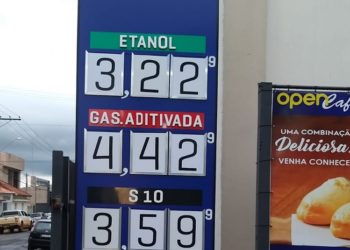 ETANOL
3,22 9
GAS.ADITIVADA
4,42 9
S 10
3,59 9
open Café
UMA COMBINAÇÃO
Deliciosa
VENHA CONHECE